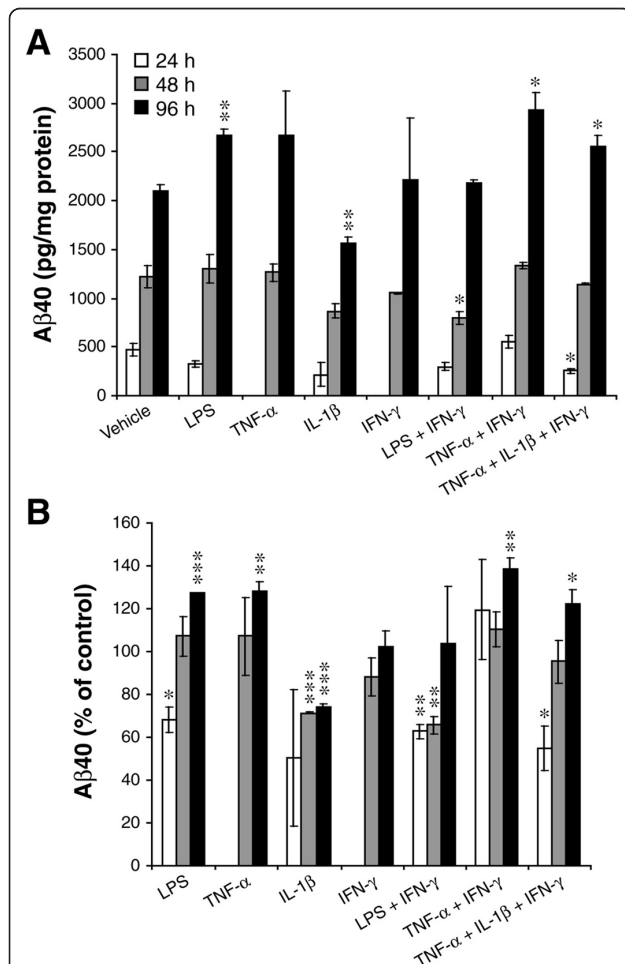 A
Aβ40 (pg/mg protein)
3500
3000
2500
2000
1500
1000
500
0
24 h
48 h
96 h
**
**
*
*
*
*
Vehicle
LPS
TNF-α
IL-1β
IFN-γ
LPS + IFN-γ
TNF-α + IFN-γ
TNF-α + IL-1β + IFN-γ
B
Aβ40 (% of control)
160
140
120
100
80
60
40
20
0
*
***
**
***
***
**
**
**
*
*
LPS
TNF-α
IL-1β
IFN-γ
LPS + IFN-γ
TNF-α + IFN-γ
TNF-α + IL-1β + IFN-γ